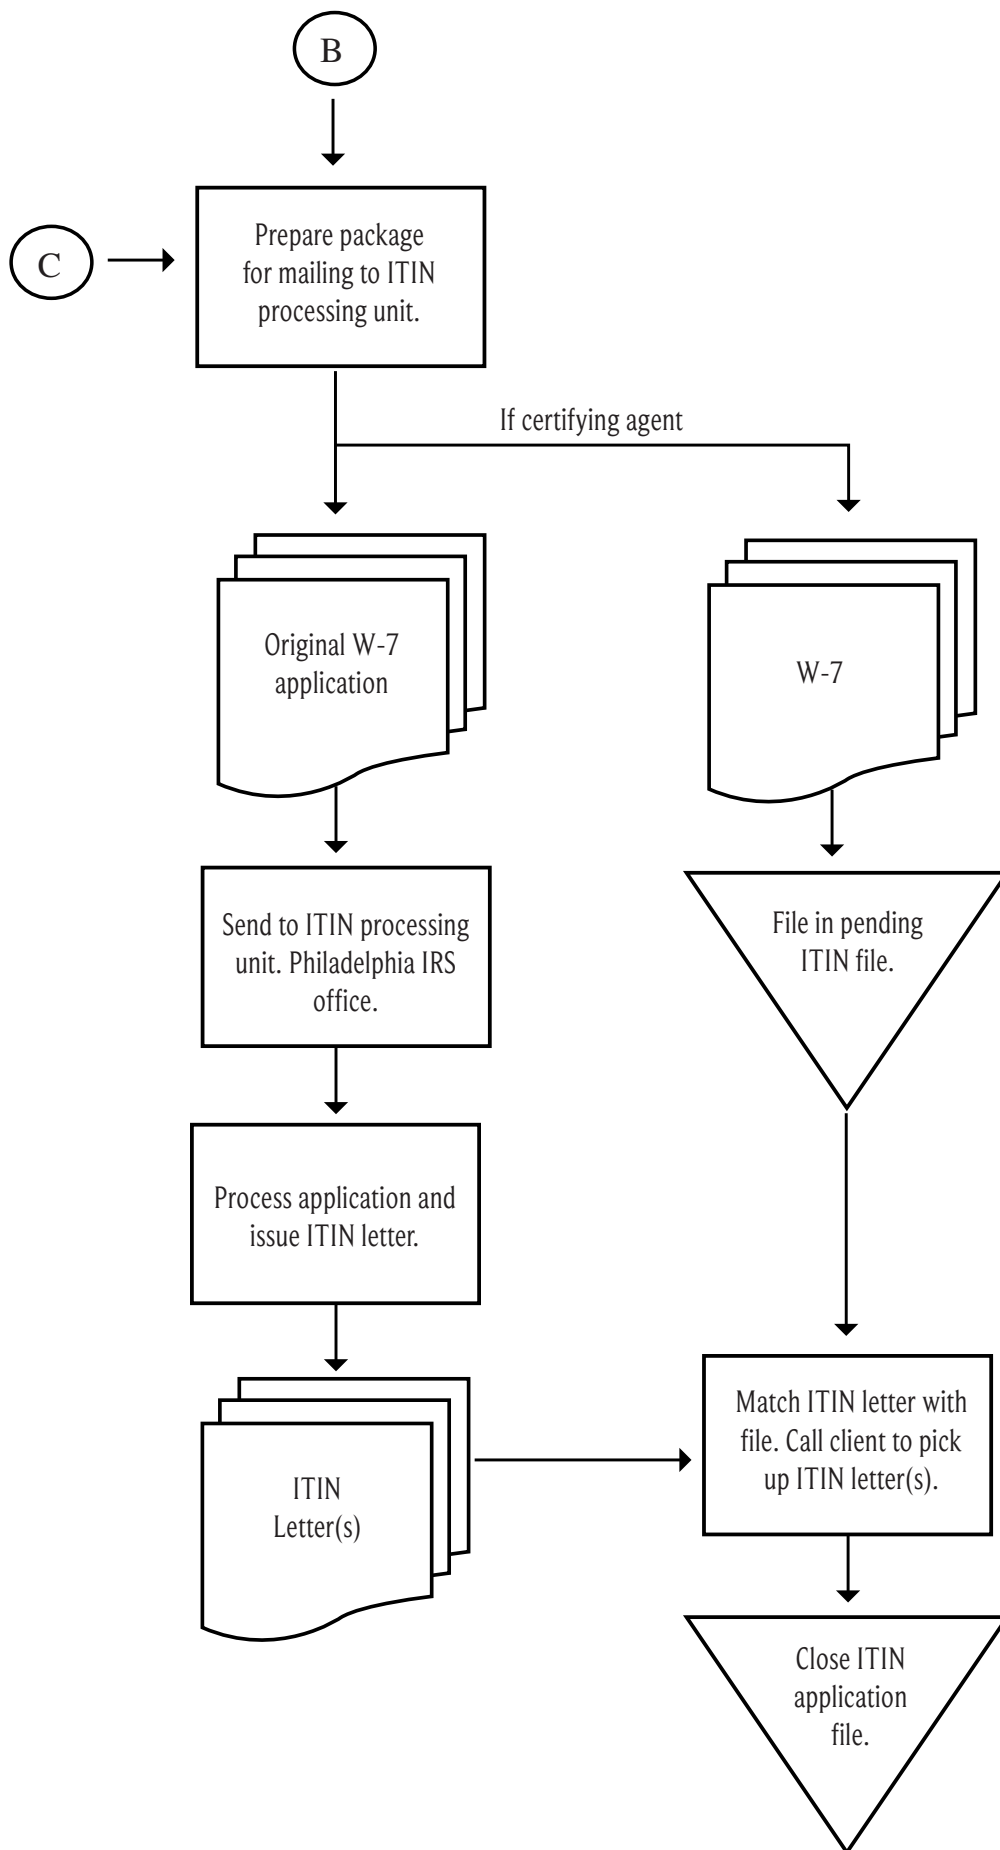 B
C
Prepare package
for mailing to ITIN
processing unit.
If certifying agent
Original W-7
application
W-7
Send to ITIN processing
unit. Philadelphia IRS
office.
File in pending
ITIN file.
Process application and
issue ITIN letter.
ITIN
Letter(s)
Match ITIN letter with
file. Call client to pick
up ITIN letter(s).
Close ITIN
application
file.